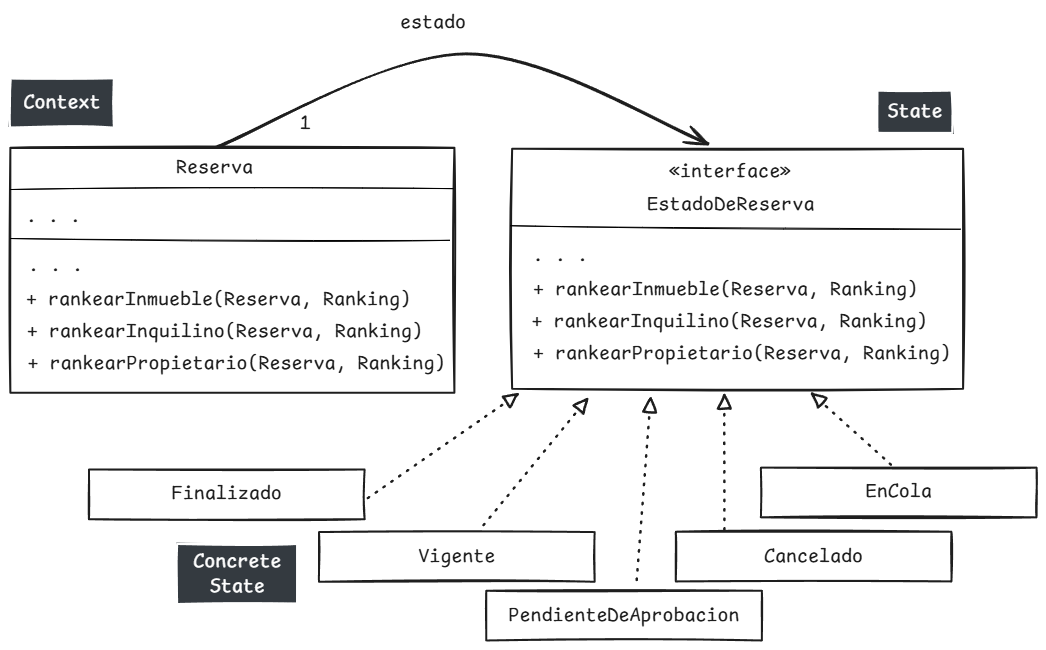 estado
Context
State
1
Reserva
. . .
. . .
+ rankearInmueble(Reserva, Ranking)
+ rankearInquilino(Reserva, Ranking)
+ rankearPropietario(Reserva, Ranking)
«interface»
EstadoDeReserva
. . .
+ rankearInmueble(Reserva, Ranking)
+ rankearInquilino(Reserva, Ranking)
+ rankearPropietario(Reserva, Ranking)
Finalizado
EnCola
Concrete
State
Vigente
Cancelado
PendienteDeAprobacion